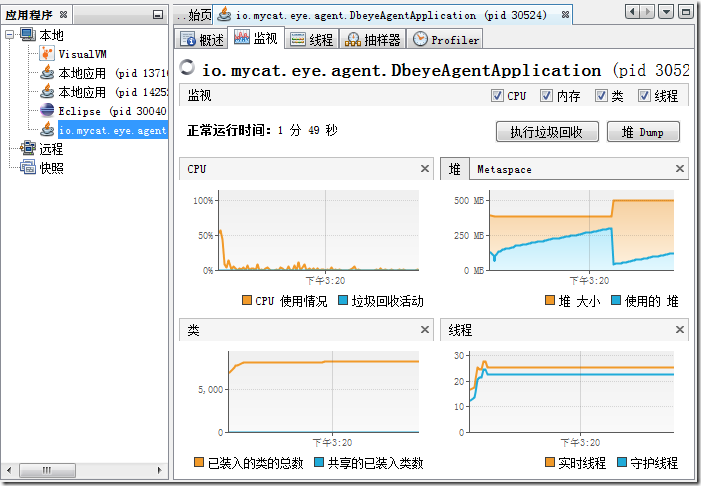 应用程序
本地
VisualVM
本地应用 (pid 13716
本地应用 (pid 14252
Eclipse (pid 30040
io.mycat.eye.agent
远程
快照
..始页
io.mycat.eye.agent.DbeyeAgentApplication (pid 30524)
概述
监视
线程
抽样器
Profiler
io.mycat.eye.agent.DbeyeAgentApplication (pid 3052
监视
CPU
内存
类
线程
正常运行时间: 1 分 49 秒
执行垃圾回收
堆 Dump
CPU
100%
50%
0%
下午3:20
CPU 使用情况
垃圾回收活动
堆
Metaspace
500 MB
250 MB
0 MB
下午3:20
堆 大小
使用的 堆
类
5,000
0
下午3:20
已装入的类的总数
共享的已装入类数
线程
30
20
10
0
下午3:20
实时线程
守护线程